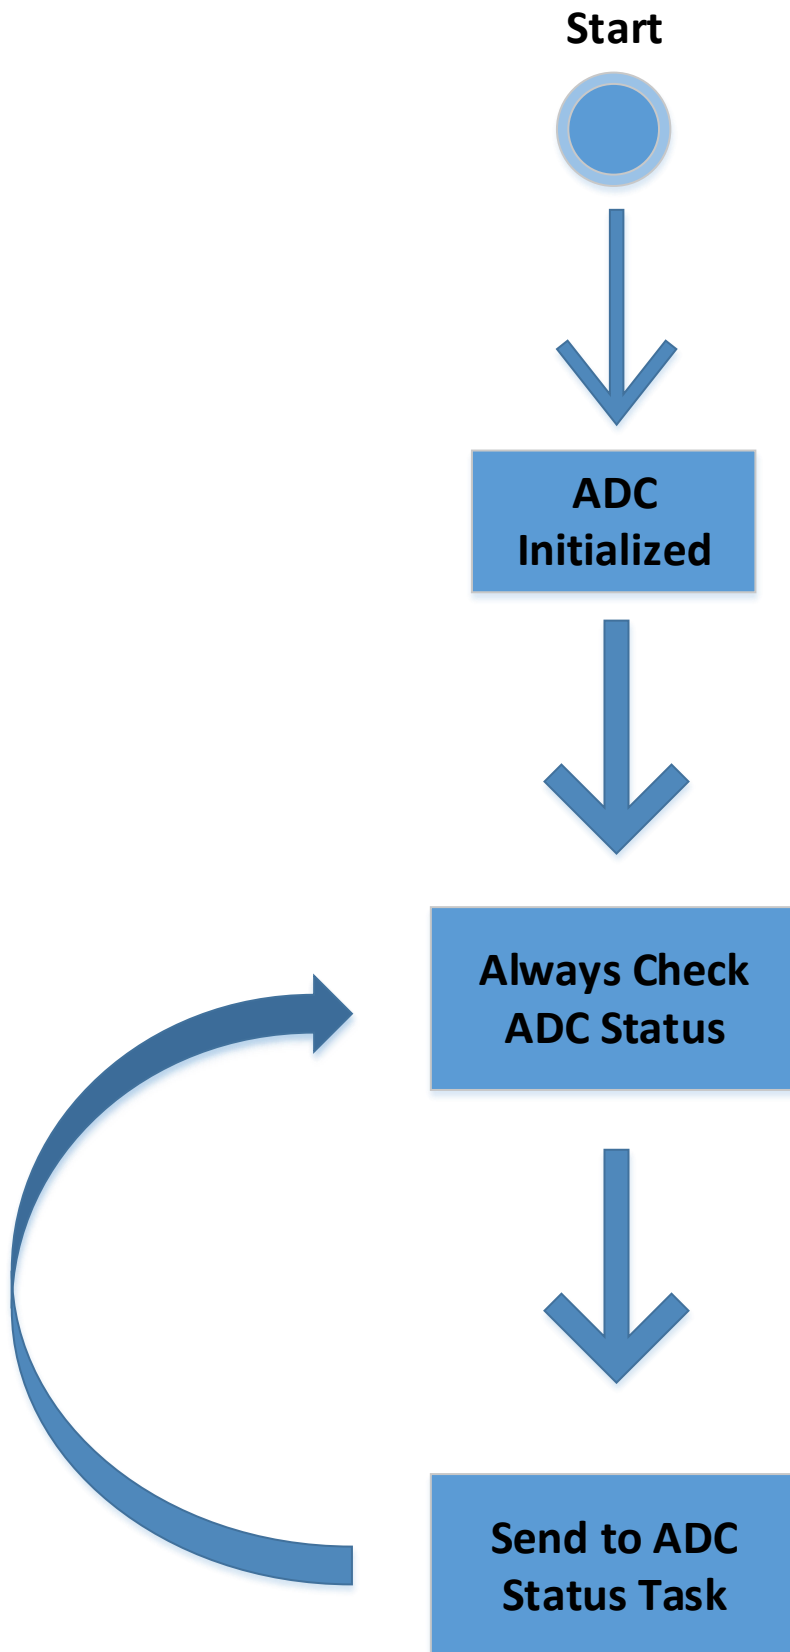 Start
ADC
Initialized
Always Check
ADC Status
Send to ADC
Status Task